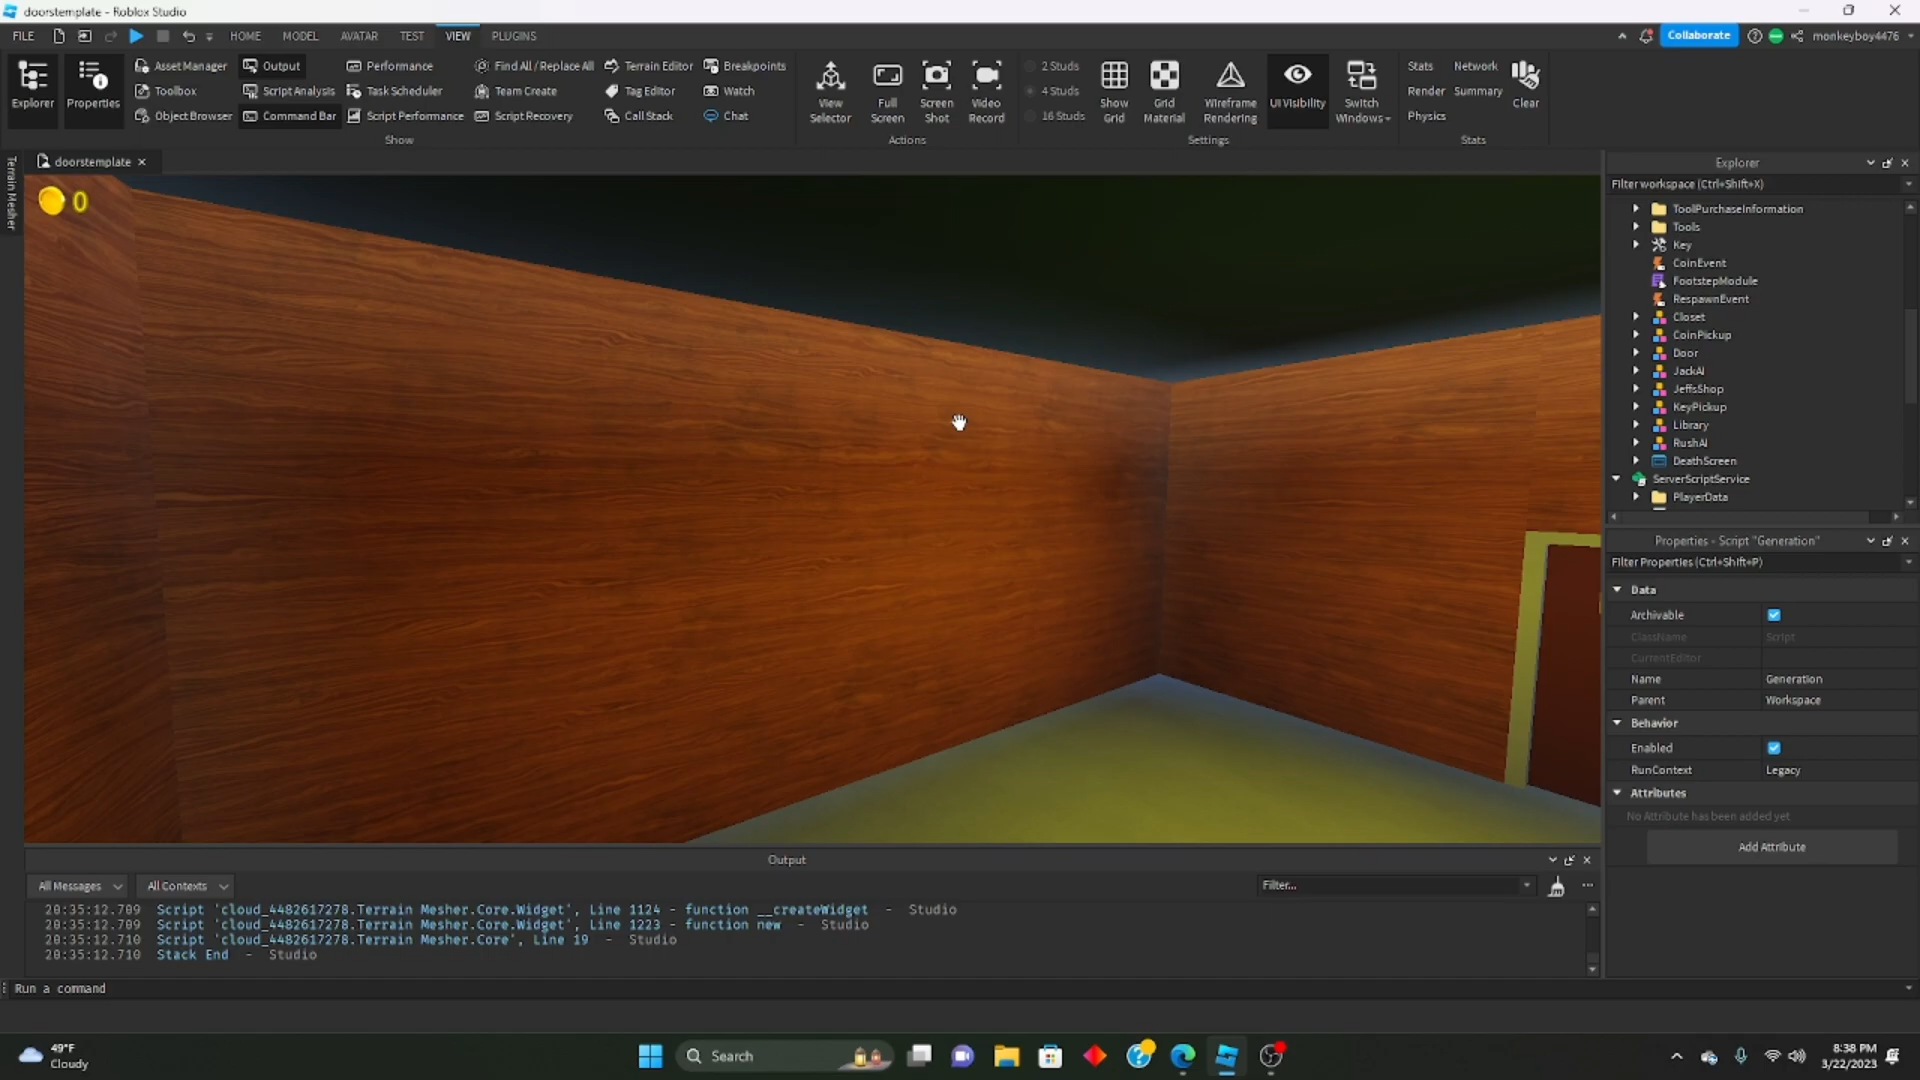 doorstemplate - Roblox Studio
FILE HOME MODEL AVATAR TEST VIEW PLUGINS Collaborate monkeyboy4476
Explorer Properties
Asset Manager Output Performance Find All / Replace All Terrain Editor Breakpoints
Toolbox Script Analysis Task Scheduler Team Create Tag Editor Watch
Object Browser Command Bar Script Performance Script Recovery Call Stack Chat
Show
View Selector Full Screen Screen Shot Video Record
Actions
2 Studs
4 Studs
16 Studs
Show Grid Grid Material Wireframe Rendering UI Visibility Switch Windows
Settings
Stats Network
Render Summary
Physics
Clear
Stats
Terrain Mesher
doorstemplate
0
Explorer
Filter workspace (Ctrl+Shift+X)
ToolPurchaseInformation
Tools
Key
CoinEvent
FootstepModule
RespawnEvent
Closet
CoinPickup
Door
JackAI
JeffsShop
KeyPickup
Library
RushAI
DeathScreen
ServerScriptService
PlayerData
Properties - Script "Generation"
Filter Properties (Ctrl+Shift+P)
Data
Archivable
ClassName Script
CurrentEditor
Name Generation
Parent Workspace
Behavior
Enabled
RunContext Legacy
Attributes
No Attribute has been added yet
Add Attribute
Output
All Messages All Contexts Filter...
20:35:12.709 Script 'cloud_4482617278.Terrain Mesher.Core.Widget', Line 1124 - function __createWidget - Studio
20:35:12.709 Script 'cloud_4482617278.Terrain Mesher.Core.Widget', Line 1223 - function new - Studio
20:35:12.710 Script 'cloud_4482617278.Terrain Mesher.Core', Line 19 - Studio
20:35:12.710 Stack End - Studio
Run a command
49°F
Cloudy
Search
8:38 PM
3/22/2023